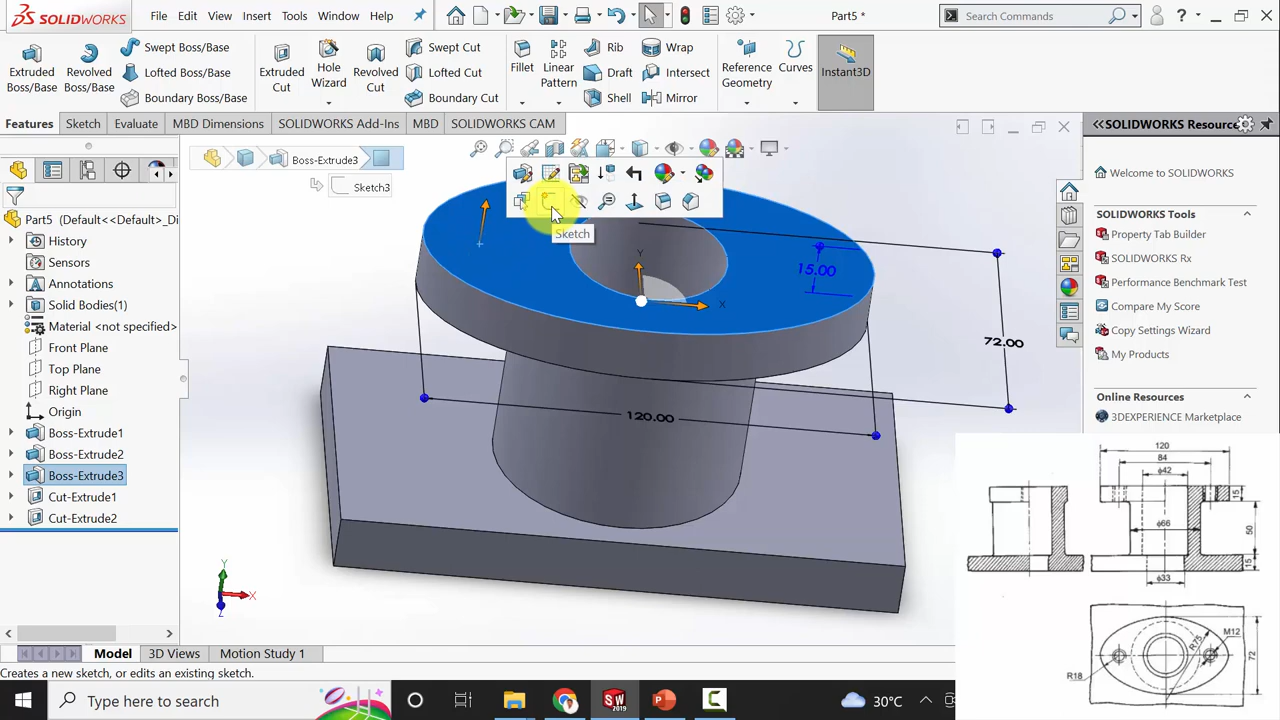 SOLIDWORKS
File
Edit
View
Insert
Tools
Window
Help
Part5 *
Search Commands
?
Extruded Boss/Base
Revolved Boss/Base
Swept Boss/Base
Lofted Boss/Base
Boundary Boss/Base
Extruded Cut
Hole Wizard
Revolved Cut
Swept Cut
Lofted Cut
Boundary Cut
Fillet
Linear Pattern
Rib
Draft
Shell
Wrap
Intersect
Mirror
Reference Geometry
Curves
Instant3D
Features
Sketch
Evaluate
MBD Dimensions
SOLIDWORKS Add-Ins
MBD
SOLIDWORKS CAM
Boss-Extrude3
Sketch3
Part5 (Default<<Default>_Di
History
Sensors
Annotations
Solid Bodies(1)
Material <not specified>
Front Plane
Top Plane
Right Plane
Origin
Boss-Extrude1
Boss-Extrude2
Boss-Extrude3
Cut-Extrude1
Cut-Extrude2
Sketch
Y
X
15.00
72.00
120.00
Y
X
Z
SOLIDWORKS Resource
SOLIDWORKS Tools
Property Tab Builder
SOLIDWORKS Rx
Performance Benchmark Test
Compare My Score
Copy Settings Wizard
My Products
Online Resources
3DEXPERIENCE Marketplace
120
84
ϕ42
15
ϕ66
50
15
ϕ33
R75
M12
72
R18
Model
3D Views
Motion Study 1
Creates a new sketch, or edits an existing sketch.
Type here to search
SW
2019
P
C
30°C